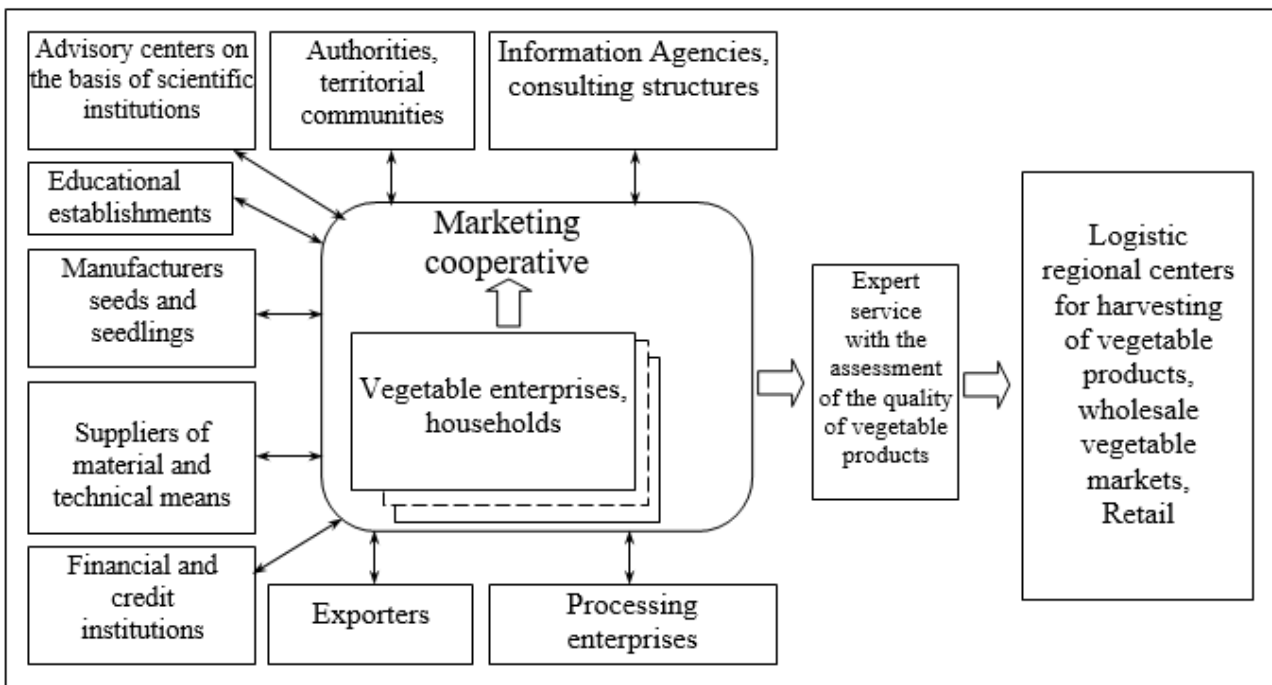 Advisory centers on
the basis of scientific
institutions
Authorities,
territorial
communities
Information Agencies,
consulting structures
Educational
establishments
Manufacturers
seeds and
seedlings
Suppliers of
material and
technical means
Financial and
credit
institutions
Marketing
cooperative
Vegetable enterprises,
households
Exporters
Processing
enterprises
Expert
service
with the
assessment
of the quality
of vegetable
products
Logistic
regional centers
for harvesting
of vegetable
products,
wholesale
vegetable
markets,
Retail